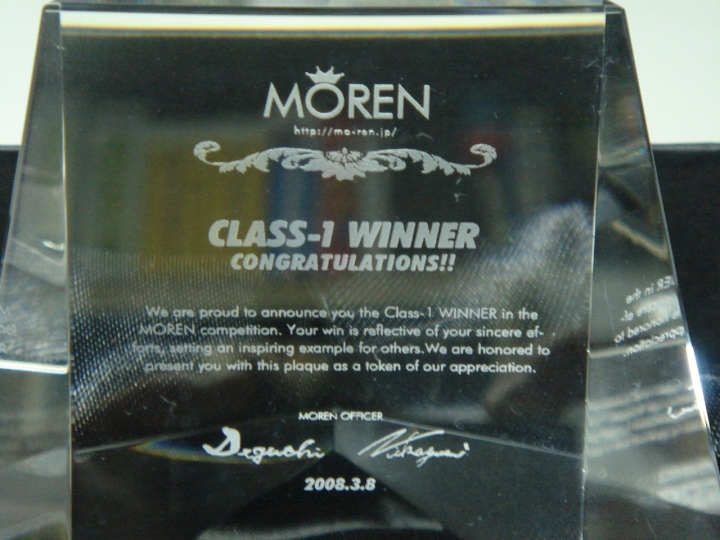 MOREN
http://mo-ren.jp/
CLASS-1 WINNER
CONGRATULATIONS!!
We are proud to announce you the Class-1 WINNER in the
MOREN competition. Your win is reflective of your sincere ef-
forts, setting an inspiring example for others.We are honored to
present you with this plaque as a token of our appreciation.
MOREN OFFICER
Deguchi
2008.3.8